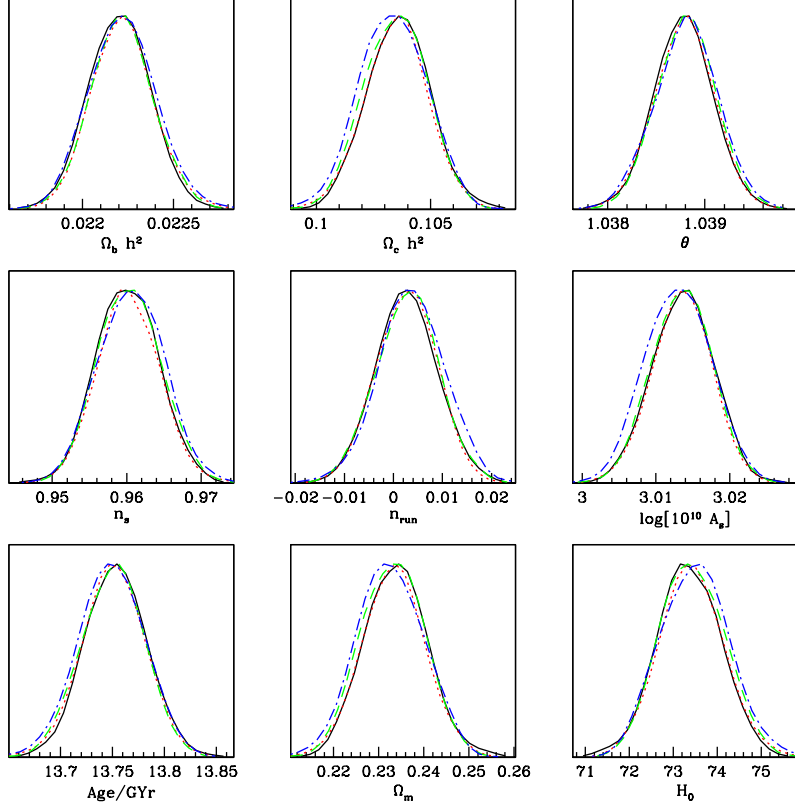 0.022 0.0225 0.1 0.105 1.038 1.039
Ω_b h² Ω_c h² θ
0.95 0.96 0.97 −0.02 −0.01 0 0.01 0.02 3 3.01 3.02
n_s n_run log[10¹⁰ A_s]
13.7 13.75 13.8 13.85 0.22 0.23 0.24 0.25 0.26 71 72 73 74 75
Age/GYr Ω_m H_0